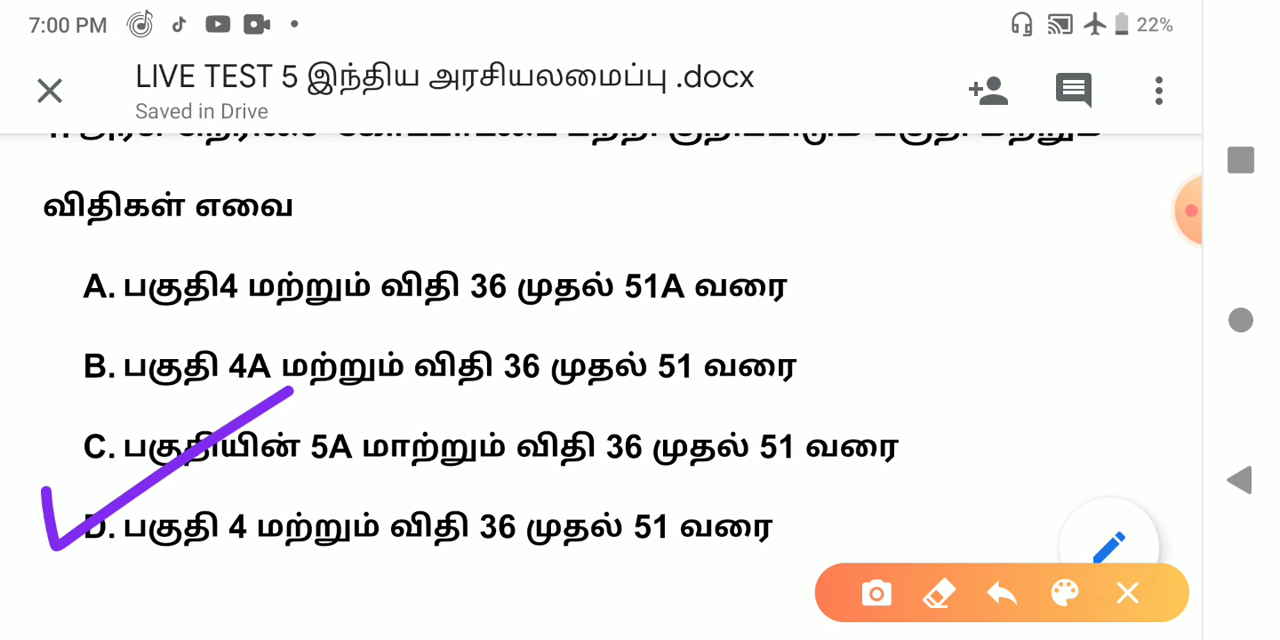 7:00 PM
22%
LIVE TEST 5 இந்திய அரசியலமைப்பு .docx
Saved in Drive
விதிகள் எவை
A. பகுதி4 மற்றும் விதி 36 முதல் 51A வரை
B. பகுதி 4A மற்றும் விதி 36 முதல் 51 வரை
C. பகுதியின் 5A மாற்றும் விதி 36 முதல் 51 வரை
D. பகுதி 4 மற்றும் விதி 36 முதல் 51 வரை